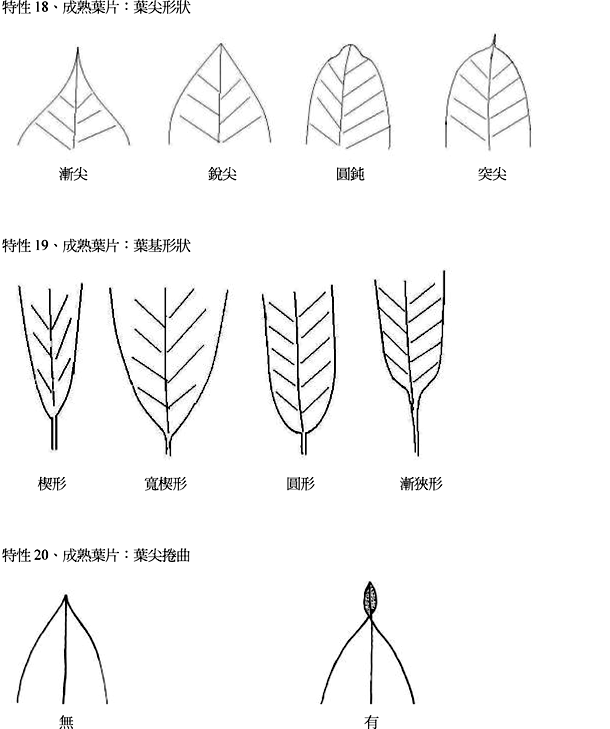 特性 18、成熟葉片：葉尖形狀
漸尖 銳尖 圓鈍 突尖
特性 19、成熟葉片：葉基形狀
楔形 寬楔形 圓形 漸狹形
特性 20、成熟葉片：葉尖捲曲
無 有